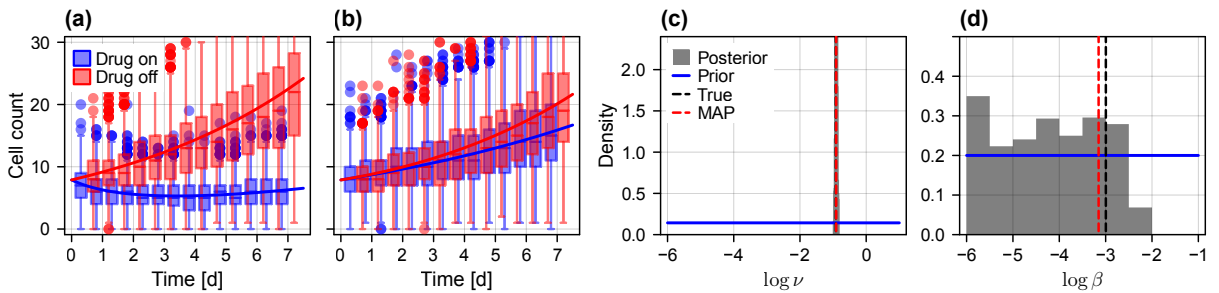 (a)
Cell count
30
20
10
0
Drug on
Drug off
0 1 2 3 4 5 6 7
Time [d]
(b)
0 1 2 3 4 5 6 7
Time [d]
(c)
Density
2.0
1.5
1.0
0.5
0.0
Posterior
Prior
True
MAP
−6 −4 −2 0
log ν
(d)
0.4
0.3
0.2
0.1
0.0
−6 −5 −4 −3 −2 −1
log β